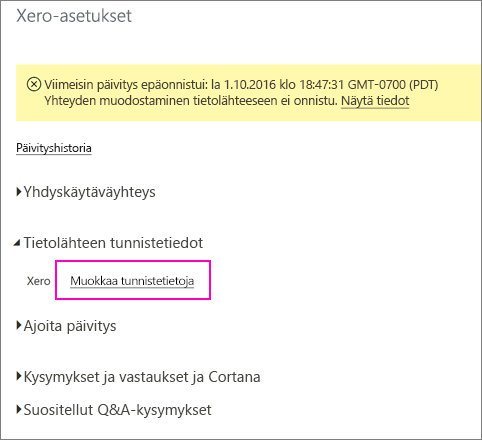 Xero-asetukset
Viimeisin päivitys epäonnistui: la 1.10.2016 klo 18:47:31 GMT-0700 (PDT)
Yhteyden muodostaminen tietolähteeseen ei onnistu. Näytä tiedot
Päivityshistoria
Yhdyskäytäväyhteys
Tietolähteen tunnistetiedot
Xero Muokkaa tunnistetietoja
Ajoita päivitys
Kysymykset ja vastaukset ja Cortana
Suositellut Q&A-kysymykset